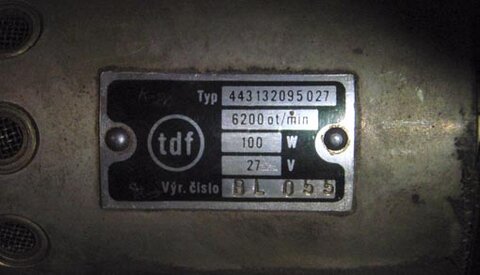 Typ 443132095027
6200 ot/min
tdf
100 W
27 V
Výr. číslo BL 055